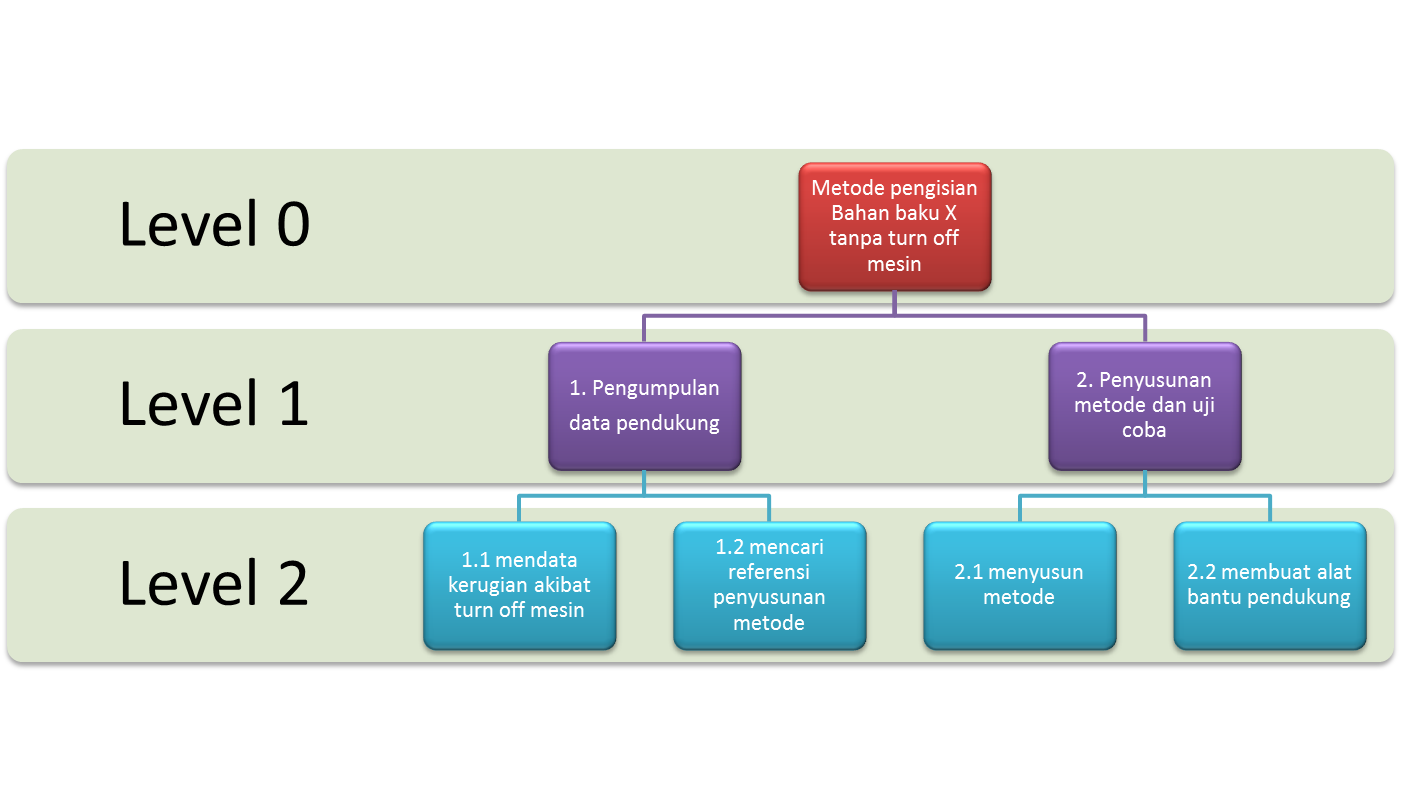 Level 0
Metode pengisian
Bahan baku X
tanpa turn off
mesin
Level 1
1. Pengumpulan
data pendukung
2. Penyusunan
metode dan uji
coba
Level 2
1.1 mendata
kerugian akibat
turn off mesin
1.2 mencari
referensi
penyusunan
metode
2.1 menyusun
metode
2.2 membuat alat
bantu pendukung